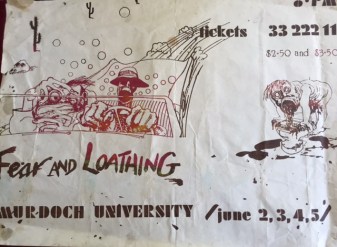 8 PM
tickets 33 222 11
$2·50 and $3·50
Fear AND LOATHING
MURDOCH UNIVERSITY /june 2,3,4,5/